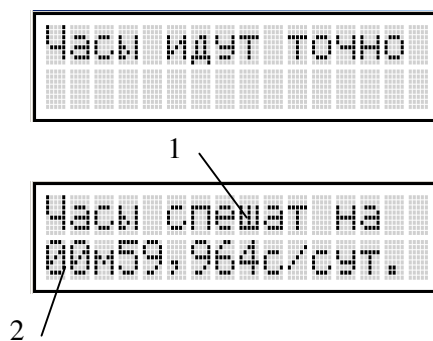 Часы идут точно
1
Часы спешат на
00м59,964с/сут.
2